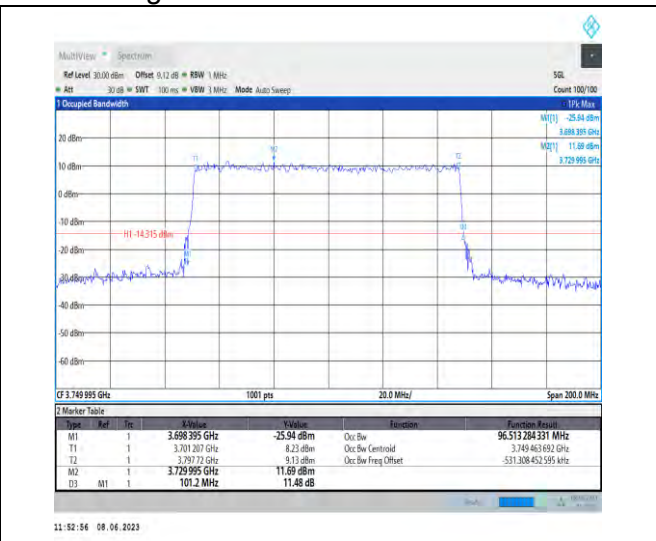 MultiView Spectrum
Ref Level 30.00 dBm Offset 9.12 dB RBW 1 MHz SGL
Att 30 dB SWT 100 ms VBW 3 MHz Mode Auto Sweep Count 100/100
1 Occupied Bandwidth 1Pk Max
M1[1] -25.94 dBm
3.698 395 GHz
M2[1] 11.69 dBm
3.729 995 GHz
20 dBm
M2
T1
T2
10 dBm
0 dBm
-10 dBm
H1 -14.315 dBm
D3
-20 dBm
M1
-30 dBm
-40 dBm
-50 dBm
-60 dBm
CF 3.749 995 GHz 1001 pts 20.0 MHz/ Span 200.0 MHz
2 Marker Table
Type Ref Trc X-Value Y-Value Function Function Result
M1 1 3.698 395 GHz -25.94 dBm Occ Bw 96.513 284 331 MHz
T1 1 3.701 207 GHz 8.23 dBm Occ Bw Centroid 3.749 463 692 GHz
T2 1 3.797 72 GHz 9.13 dBm Occ Bw Freq Offset -531.308 452 595 kHz
M2 1 3.729 995 GHz 11.69 dBm
D3 M1 1 101.2 MHz 11.48 dB
11:52:56 08.06.2023